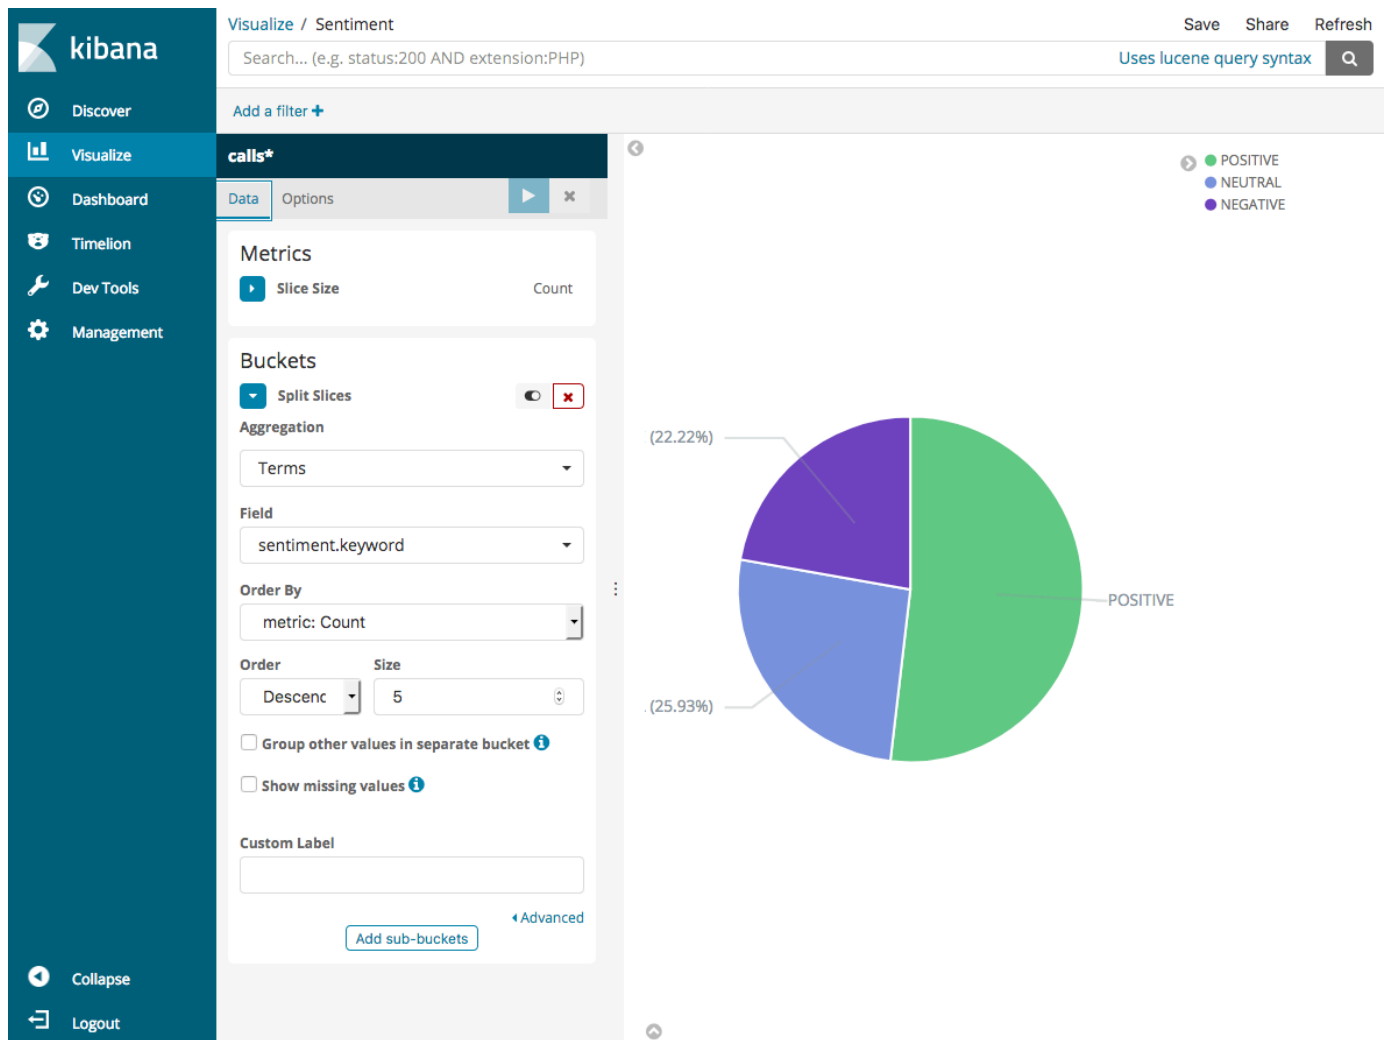 kibana
Discover
Visualize
Dashboard
Timelion
Dev Tools
Management
Collapse
Logout
Visualize / Sentiment
Save Share Refresh
Search... (e.g. status:200 AND extension:PHP)
Uses lucene query syntax
Add a filter +
calls*
Data Options
Metrics
Slice Size Count
Buckets
Split Slices
Aggregation
Terms
Field
sentiment.keyword
Order By
metric: Count
Order Size
Descenc 5
Group other values in separate bucket
Show missing values
Custom Label
Advanced
Add sub-buckets
POSITIVE
NEUTRAL
NEGATIVE
(22.22%)
POSITIVE
(25.93%)